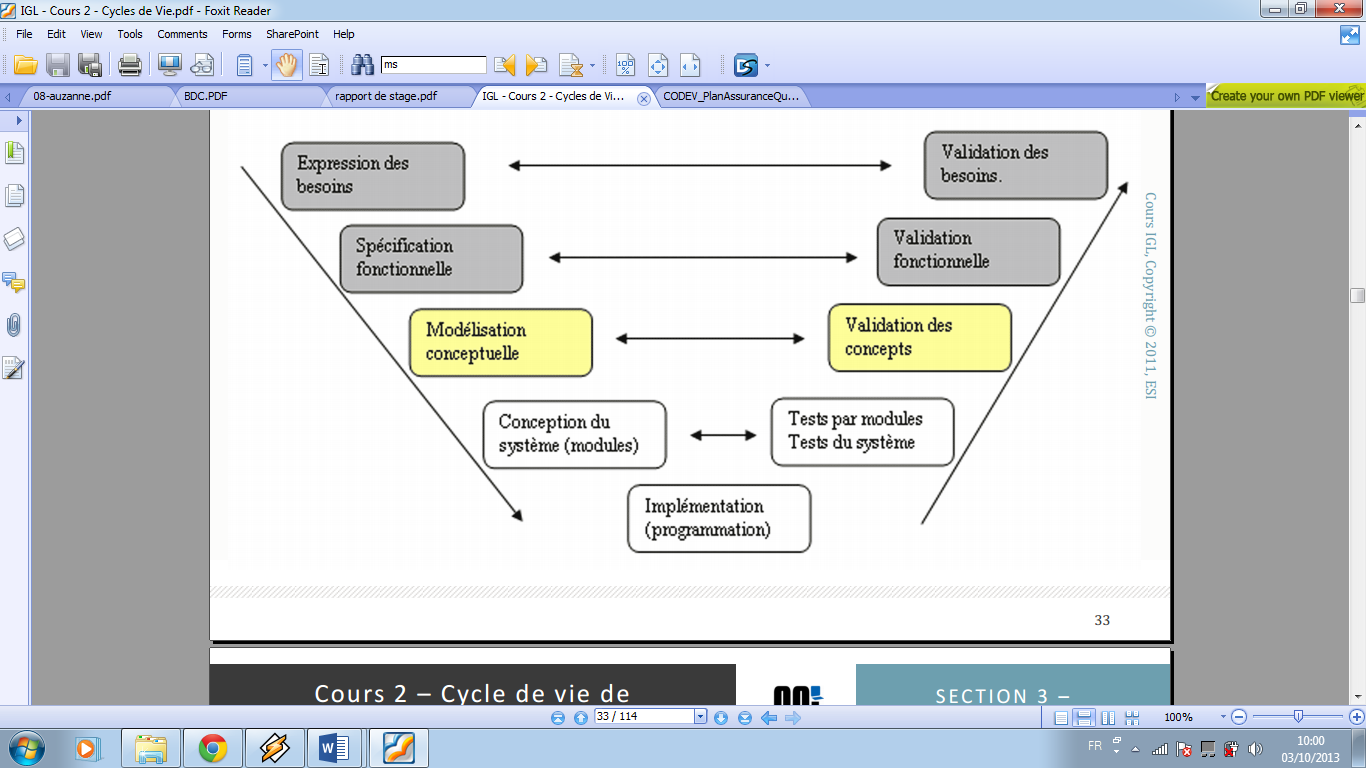 IGL - Cours 2 - Cycles de Vie.pdf - Foxit Reader
File Edit View Tools Comments Forms SharePoint Help
ms
08-auzanne.pdf BDC.PDF rapport de stage.pdf IGL - Cours 2 - Cycles de Vi... CODEV_PlanAssuranceQu... Create your own PDF viewer
Expression des
besoins
Validation des
besoins.
Spécification
fonctionnelle
Validation
fonctionnelle
Modélisation
conceptuelle
Validation des
concepts
Conception du
système (modules)
Tests par modules
Tests du système
Implémentation
(programmation)
Cours IGL, Copyright © 2011, ESI
33
Cours 2 – Cycle de vie de
SECTION 3 –
33 / 114
100%
FR
10:00
03/10/2013